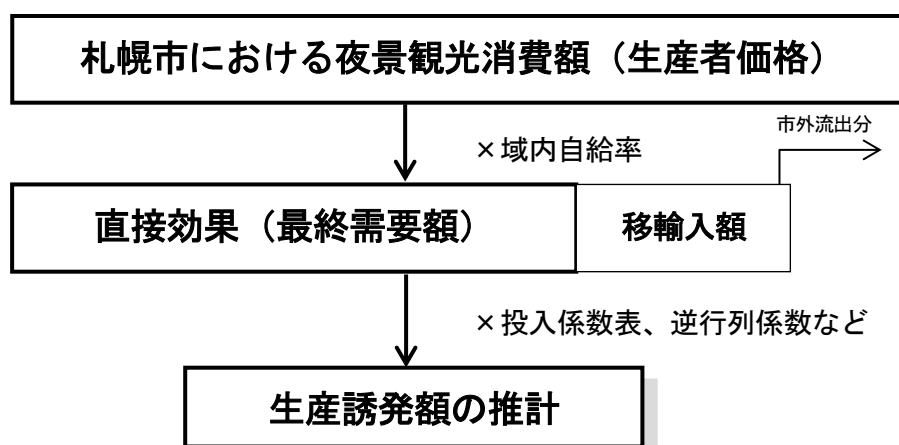 札幌市における夜景観光消費額（生産者価格）
市外流出分
×域内自給率
直接効果（最終需要額）
移輸入額
×投入係数表、逆行列係数など
生産誘発額の推計